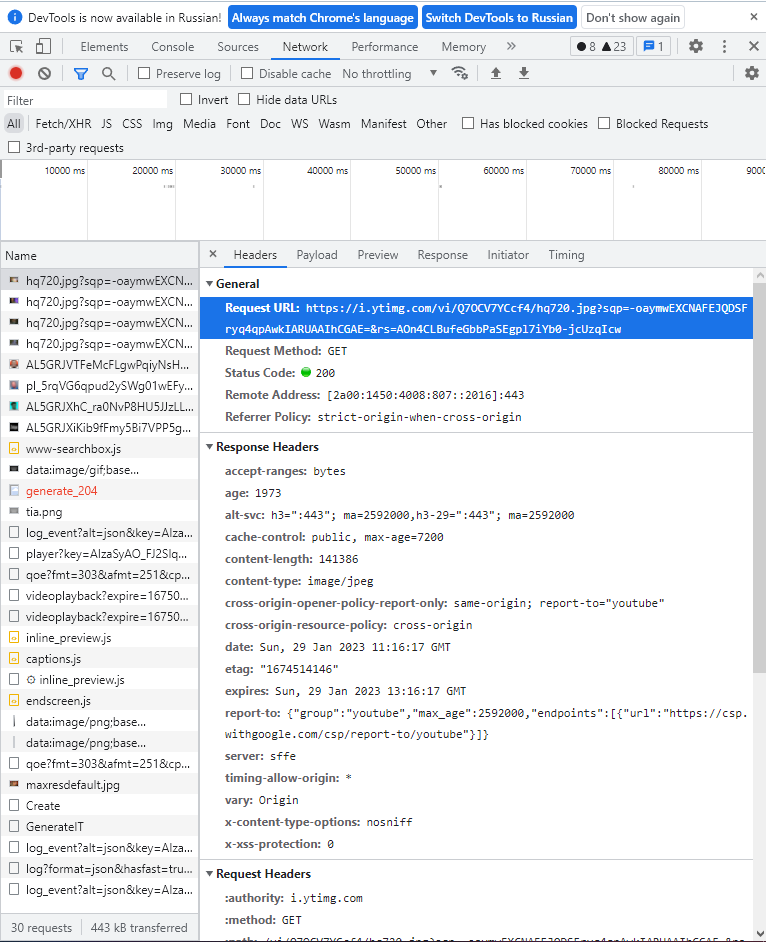 DevTools is now available in Russian! Always match Chrome's language Switch DevTools to Russian Don't show again
Elements Console Sources Network Performance Memory 8 23 1
Preserve log Disable cache No throttling
Filter Invert Hide data URLs
All Fetch/XHR JS CSS Img Media Font Doc WS Wasm Manifest Other Has blocked cookies Blocked Requests
3rd-party requests
10000 ms 20000 ms 30000 ms 40000 ms 50000 ms 60000 ms 70000 ms 80000 ms 9000
Name
hq720.jpg?sqp=-oaymwEXCN...
hq720.jpg?sqp=-oaymwEXCN...
hq720.jpg?sqp=-oaymwEXCN...
hq720.jpg?sqp=-oaymwEXCN...
AL5GRJVTFeMcFLgwPqiyNsH...
pl_5rqVG6qpud2ySWg01wEFy...
AL5GRJXhC_ra0NvP8HU5JJzLL...
AL5GRJXiKib9fFmy5Bi7VPP5g...
www-searchbox.js
data:image/gif;base...
generate_204
tia.png
log_event?alt=json&key=AIza...
player?key=AIzaSyAO_FJ2SIq...
qoe?fmt=303&afmt=251&cp...
videoplayback?expire=16750...
videoplayback?expire=16750...
inline_preview.js
captions.js
inline_preview.js
endscreen.js
data:image/png;base...
data:image/png;base...
qoe?fmt=303&afmt=251&cp...
maxresdefault.jpg
Create
GenerateIT
log_event?alt=json&key=AIza...
log?format=json&hasfast=tru...
log_event?alt=json&key=AIza...
30 requests 443 kB transferred
Headers Payload Preview Response Initiator Timing
General
Request URL: https://i.ytimg.com/vi/Q7OCV7YCcf4/hq720.jpg?sqp=-oaymwEXCNAFEJQDSF
ryq4qpAwkIARUAAIhCGAE=&rs=AOn4CLBufeGbbPaSEgpl7iYb0-jcUzqIcw
Request Method: GET
Status Code: 200
Remote Address: [2a00:1450:4008:807::2016]:443
Referrer Policy: strict-origin-when-cross-origin
Response Headers
accept-ranges: bytes
age: 1973
alt-svc: h3=":443"; ma=2592000,h3-29=":443"; ma=2592000
cache-control: public, max-age=7200
content-length: 141386
content-type: image/jpeg
cross-origin-opener-policy-report-only: same-origin; report-to="youtube"
cross-origin-resource-policy: cross-origin
date: Sun, 29 Jan 2023 11:16:17 GMT
etag: "1674514146"
expires: Sun, 29 Jan 2023 13:16:17 GMT
report-to: {"group":"youtube","max_age":2592000,"endpoints":[{"url":"https://csp.
withgoogle.com/csp/report-to/youtube"}]}
server: sffe
timing-allow-origin: *
vary: Origin
x-content-type-options: nosniff
x-xss-protection: 0
Request Headers
:authority: i.ytimg.com
:method: GET